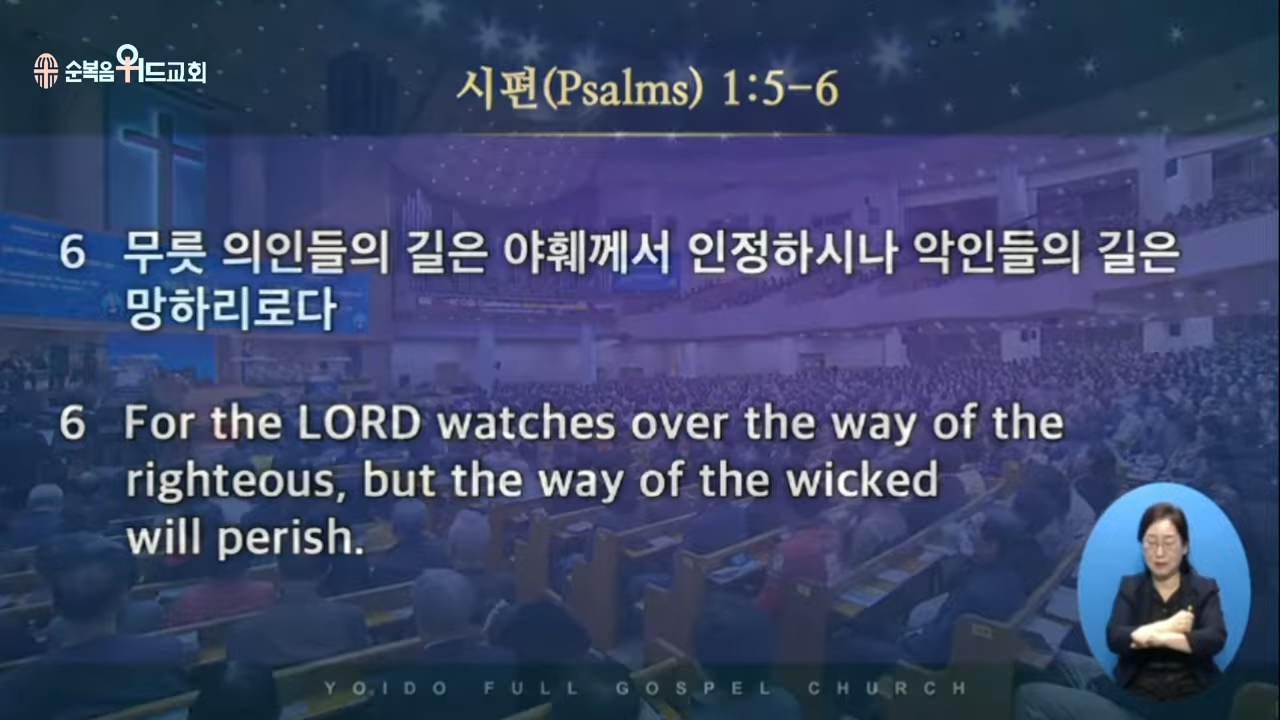 순복음위드교회
시편(Psalms) 1:5-6
6 무릇 의인들의 길은 야훼께서 인정하시나 악인들의 길은
망하리로다
6 For the LORD watches over the way of the
righteous, but the way of the wicked
will perish.
YOIDO FULL GOSPEL CHURCH